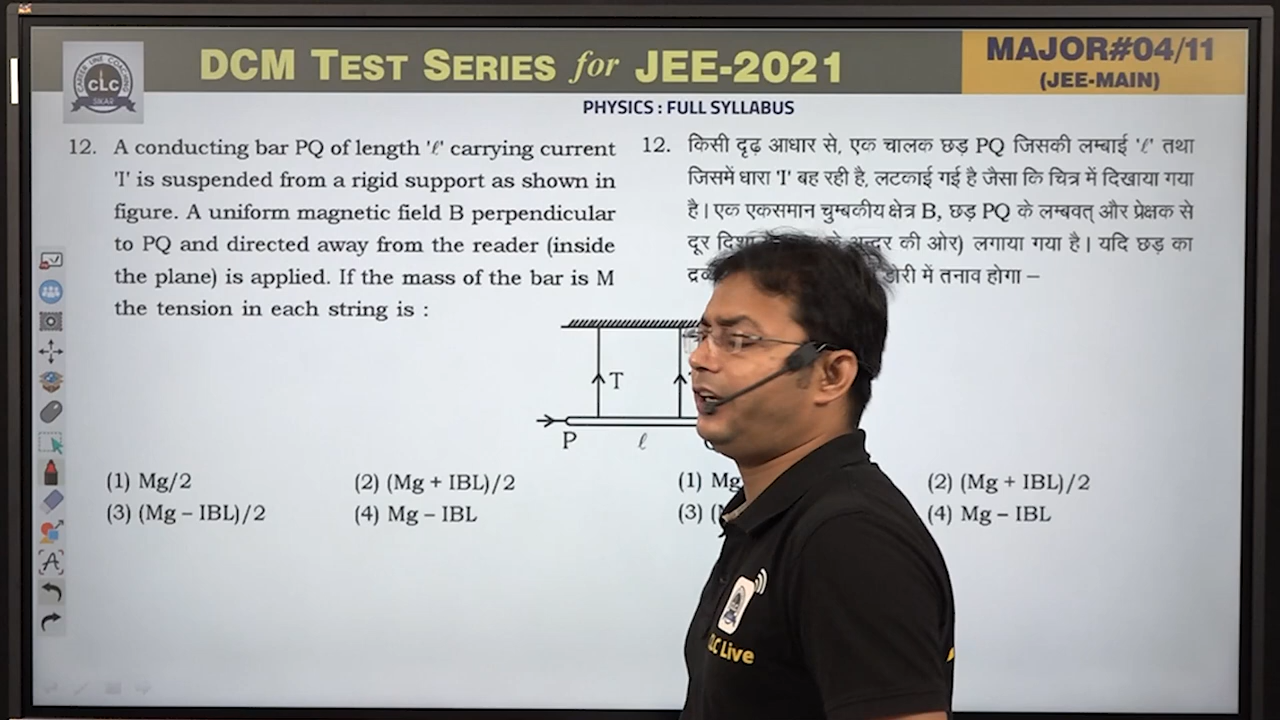 DCM TEST SERIES for JEE-2021
MAJOR#04/11
(JEE-MAIN)
CAREER LINE COACHING
CLC
SIKAR
PHYSICS : FULL SYLLABUS
12. A conducting bar PQ of length 'ℓ' carrying current
'I' is suspended from a rigid support as shown in
figure. A uniform magnetic field B perpendicular
to PQ and directed away from the reader (inside
the plane) is applied. If the mass of the bar is M
the tension in each string is :
12. किसी दृढ़ आधार से, एक चालक छड़ PQ जिसकी लम्बाई 'ℓ' तथा
जिसमें धारा 'I' बह रही है, लटकाई गई है जैसा कि चित्र में दिखाया गया
है। एक एकसमान चुम्बकीय क्षेत्र B, छड़ PQ के लम्बवत् और प्रेक्षक से
दूर अन्दर की ओर) लगाया गया है। यदि छड़ का
डोरी में तनाव होगा –
T
P ℓ
(1) Mg/2 (2) (Mg + IBL)/2
(3) (Mg – IBL)/2 (4) Mg – IBL
(1) Mg (2) (Mg + IBL)/2
(3) (4) Mg – IBL
A
CLC Live